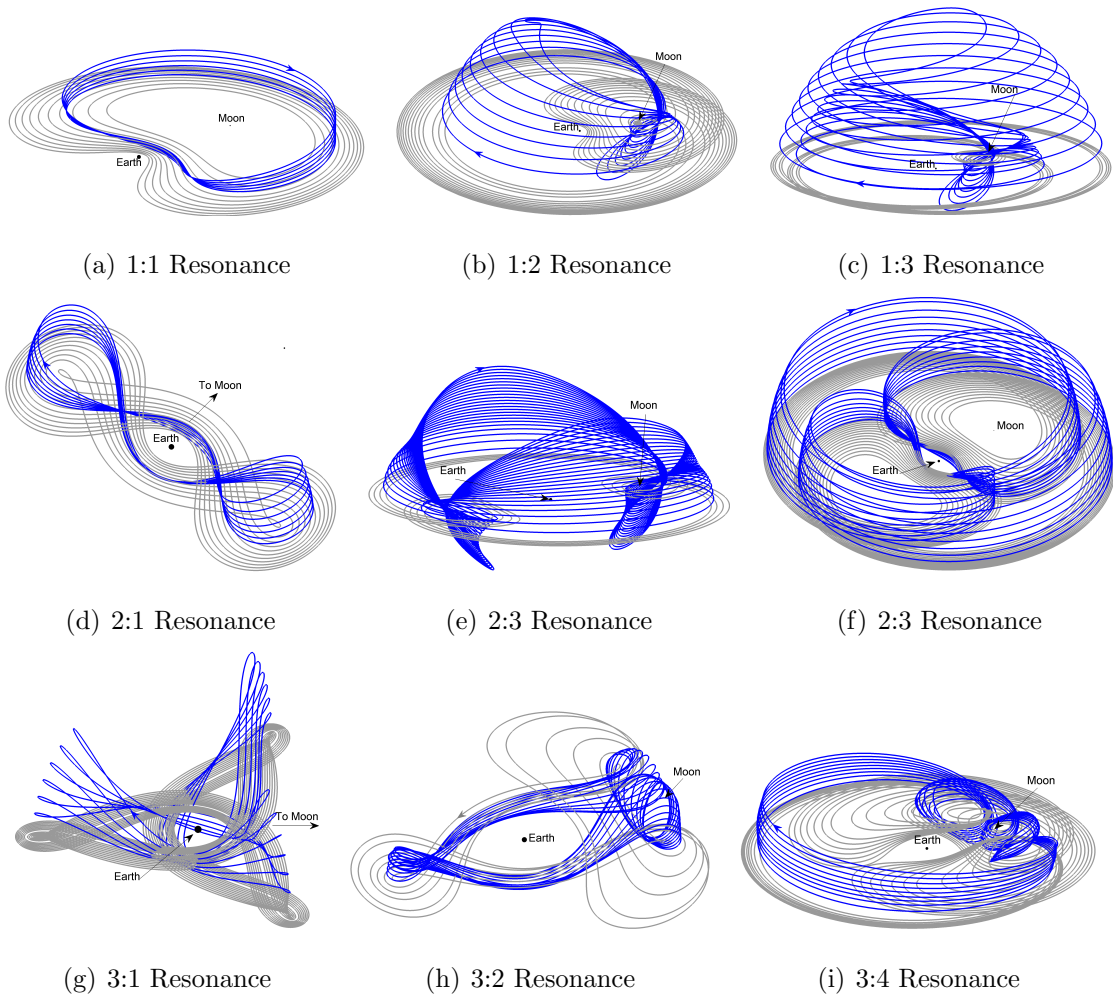 Moon
Earth
(a) 1:1 Resonance
Moon
Earth
(b) 1:2 Resonance
Moon
Earth
(c) 1:3 Resonance
To Moon
Earth
(d) 2:1 Resonance
Moon
Earth
(e) 2:3 Resonance
Moon
Earth
(f) 2:3 Resonance
To Moon
Earth
(g) 3:1 Resonance
Moon
Earth
(h) 3:2 Resonance
Moon
Earth
(i) 3:4 Resonance